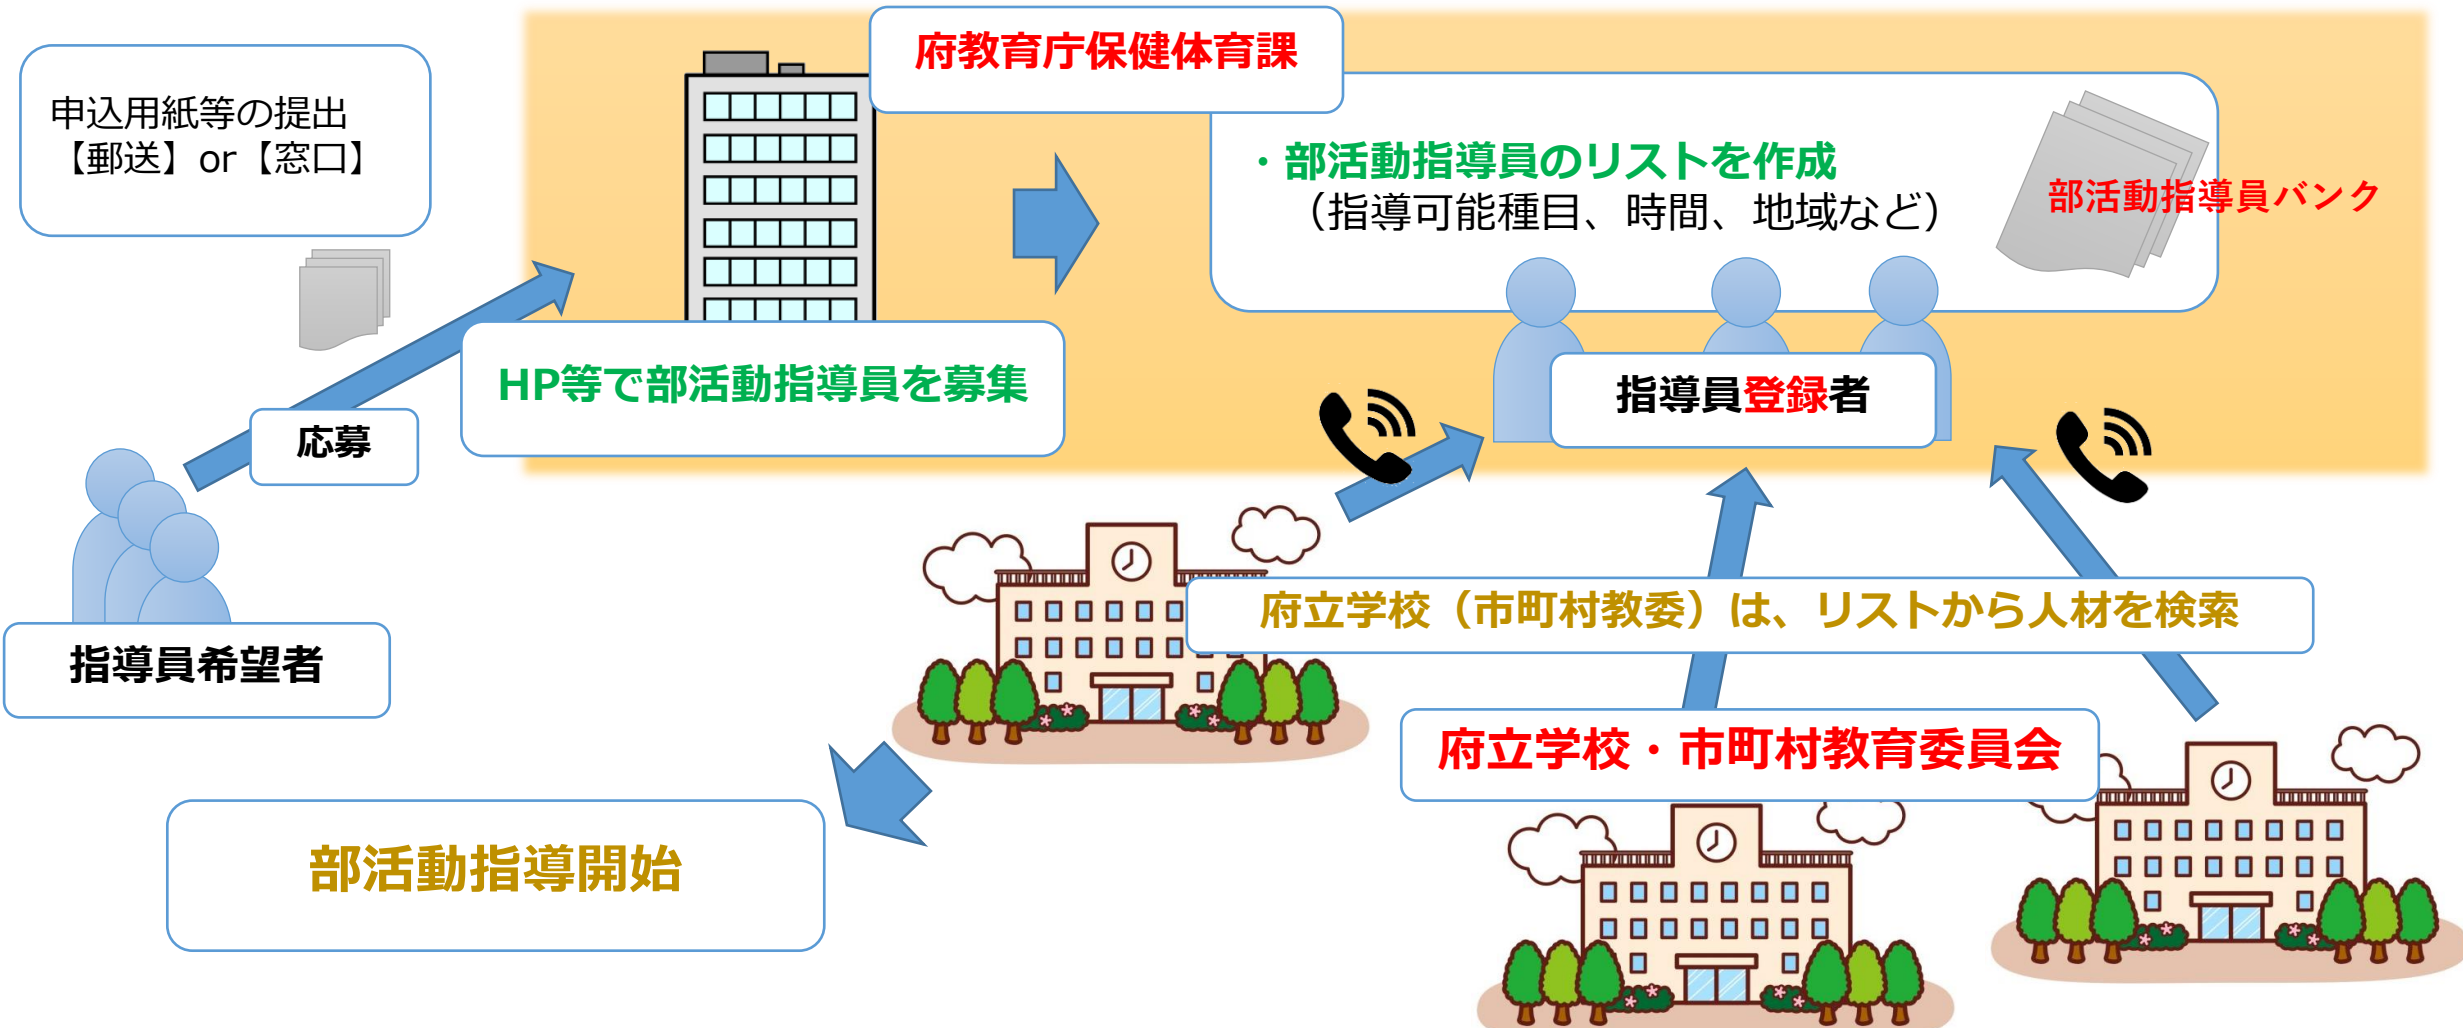 府教育庁保健体育課
申込用紙等の提出
【郵送】or【窓口】
・部活動指導員のリストを作成
（指導可能種目、時間、地域など）
部活動指導員バンク
HP等で部活動指導員を募集
指導員登録者
応募
指導員希望者
府立学校（市町村教委）は、リストから人材を検索
府立学校・市町村教育委員会
部活動指導開始